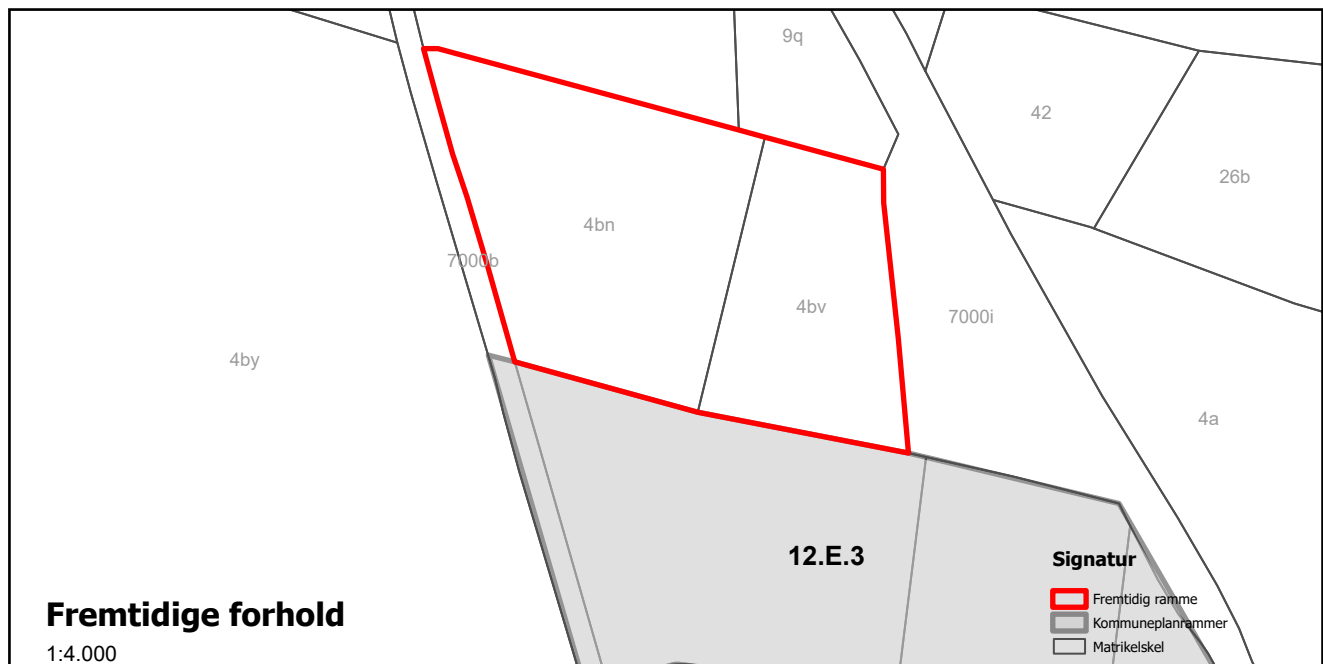 9q
42
26b
4bn
7000b
4bv
7000i
4by
4a
12.E.3
Signatur
Fremtidig ramme
Kommuneplanrammer
Matrikelskel
Fremtidige forhold
1:4.000